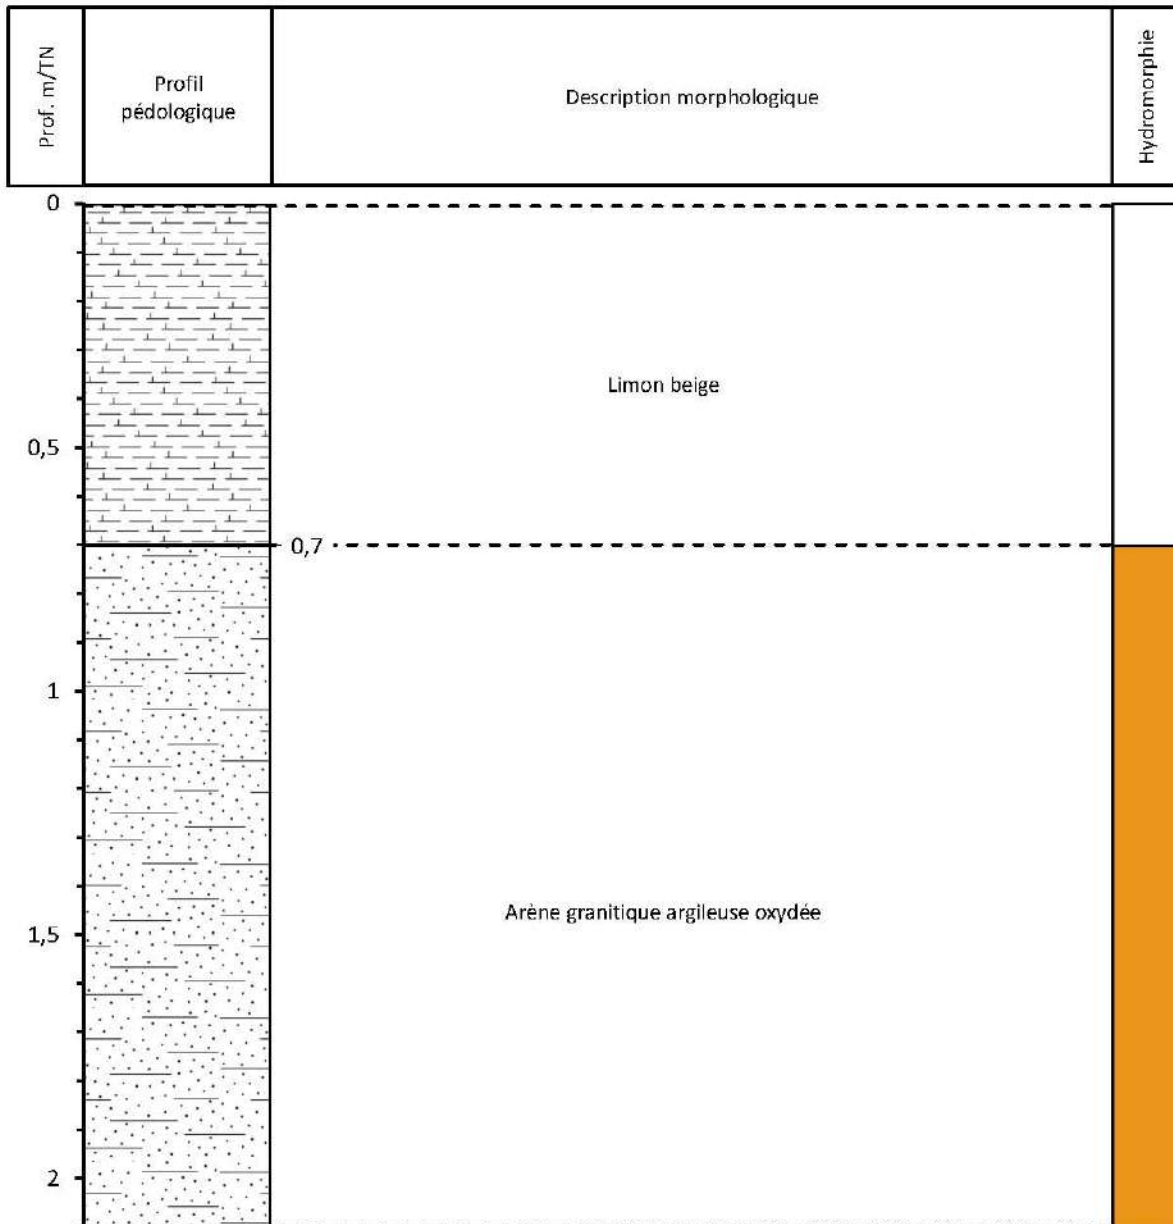 Prof. m/TN
Profil
pédologique
Description morphologique
Hydromorphie
0
Limon beige
0,5
0,7
1
Arène granitique argileuse oxydée
1,5
2